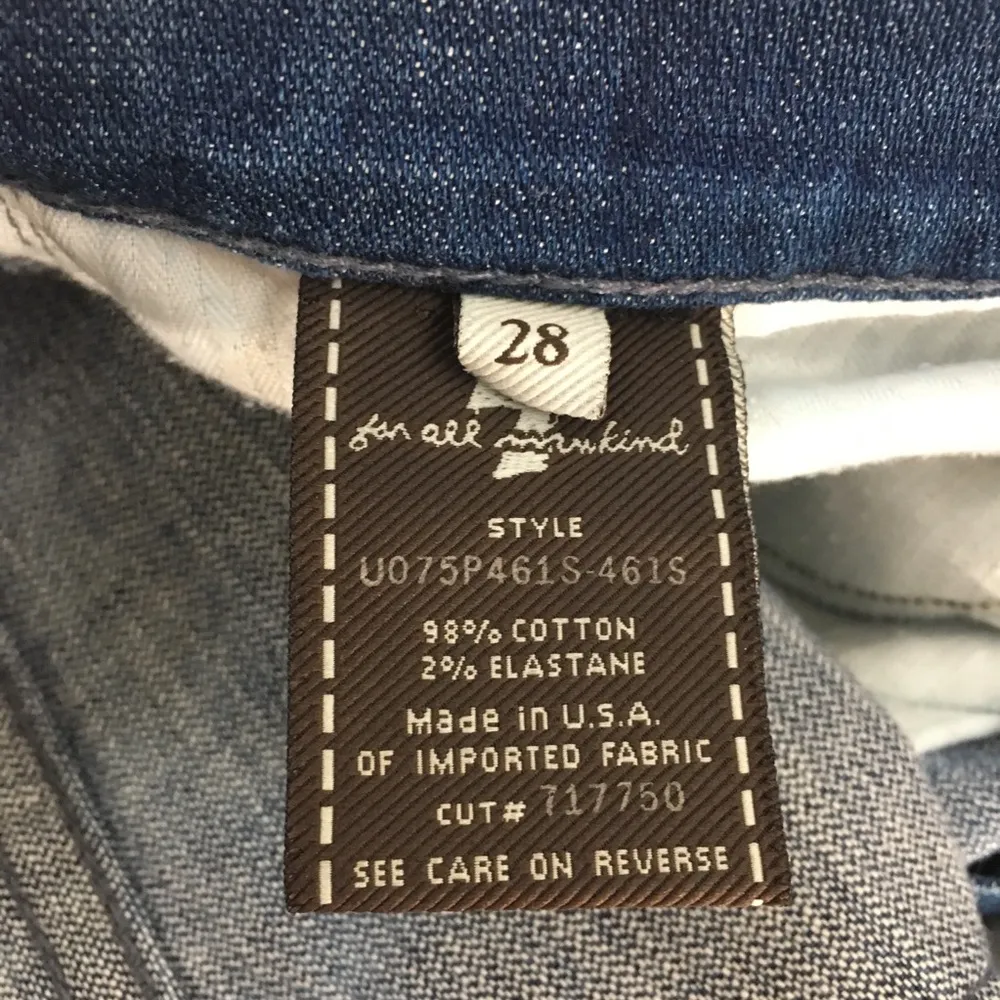 28
7
for all mankind
STYLE
U075P461S-461S
98% COTTON
2% ELASTANE
Made in U.S.A.
OF IMPORTED FABRIC
CUT# 717750
SEE CARE ON REVERSE